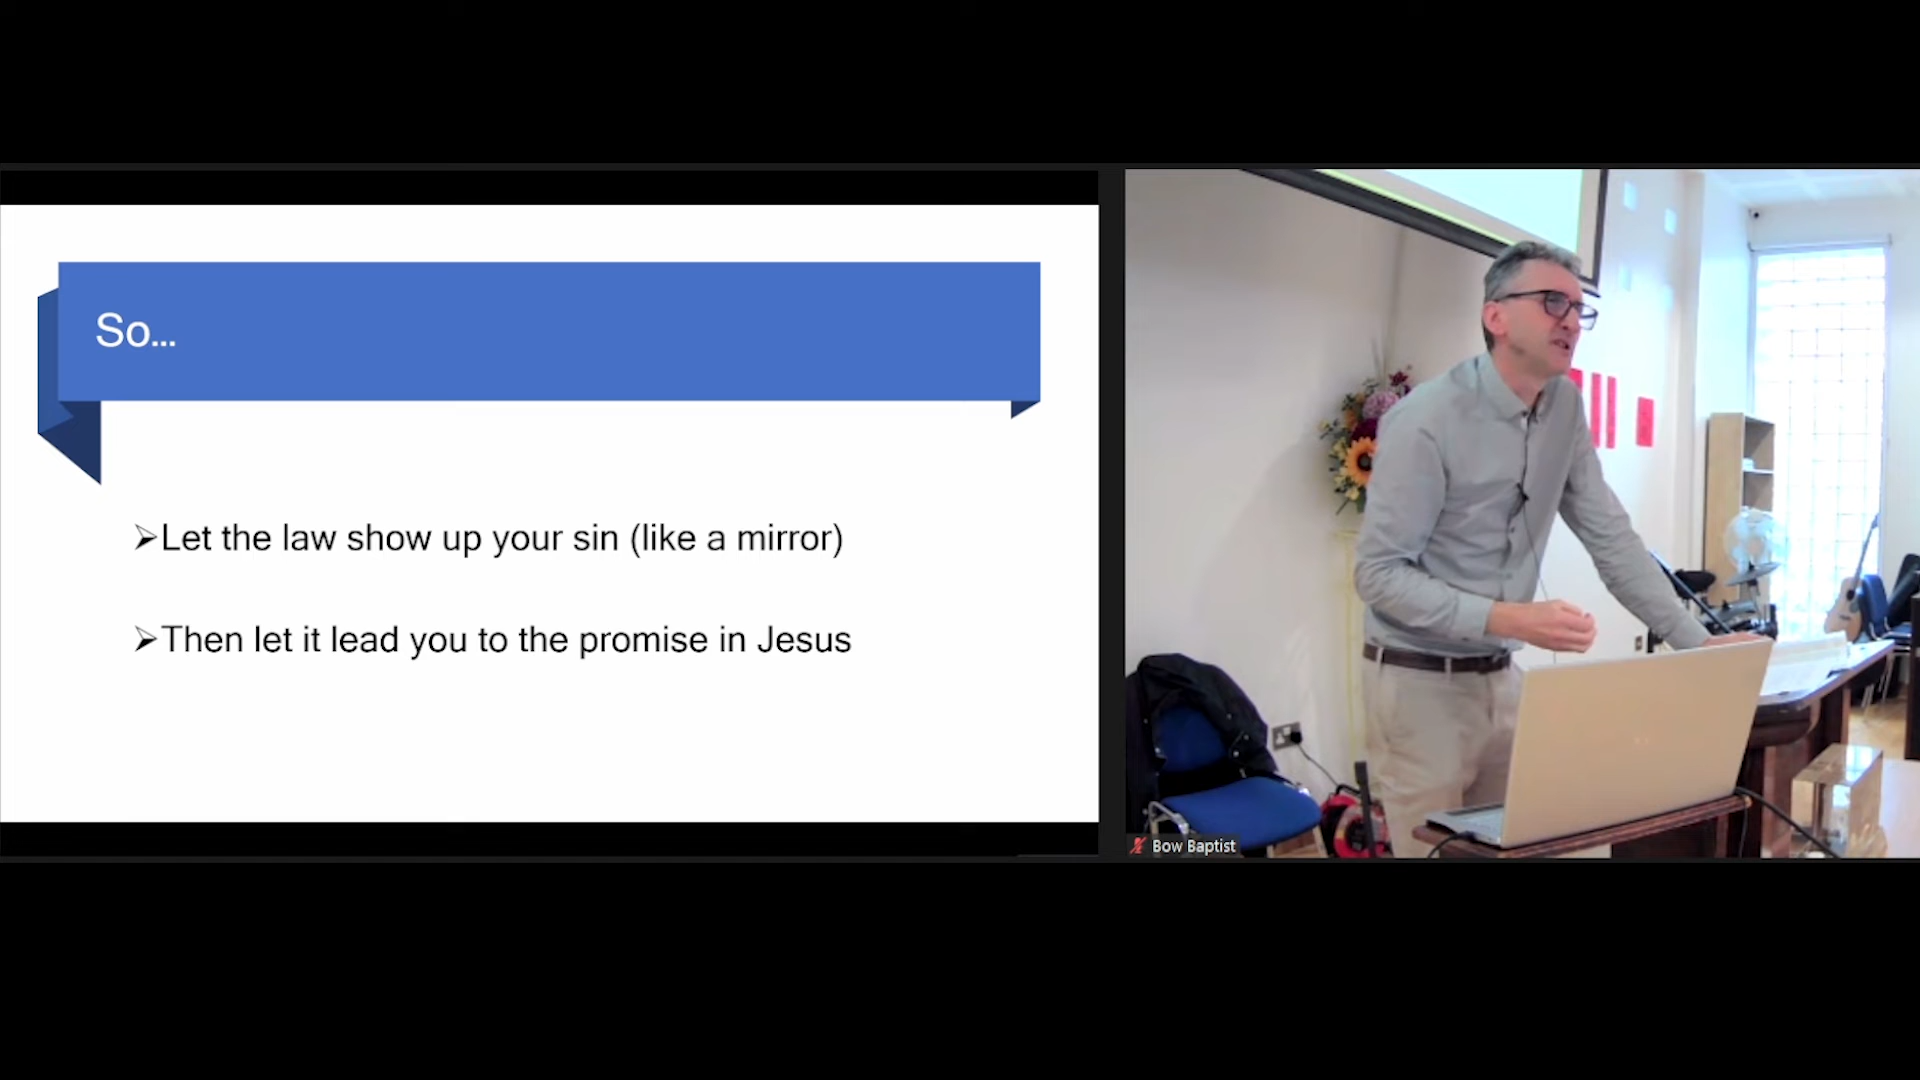 So...
➢Let the law show up your sin (like a mirror)
➢Then let it lead you to the promise in Jesus
Bow Baptist